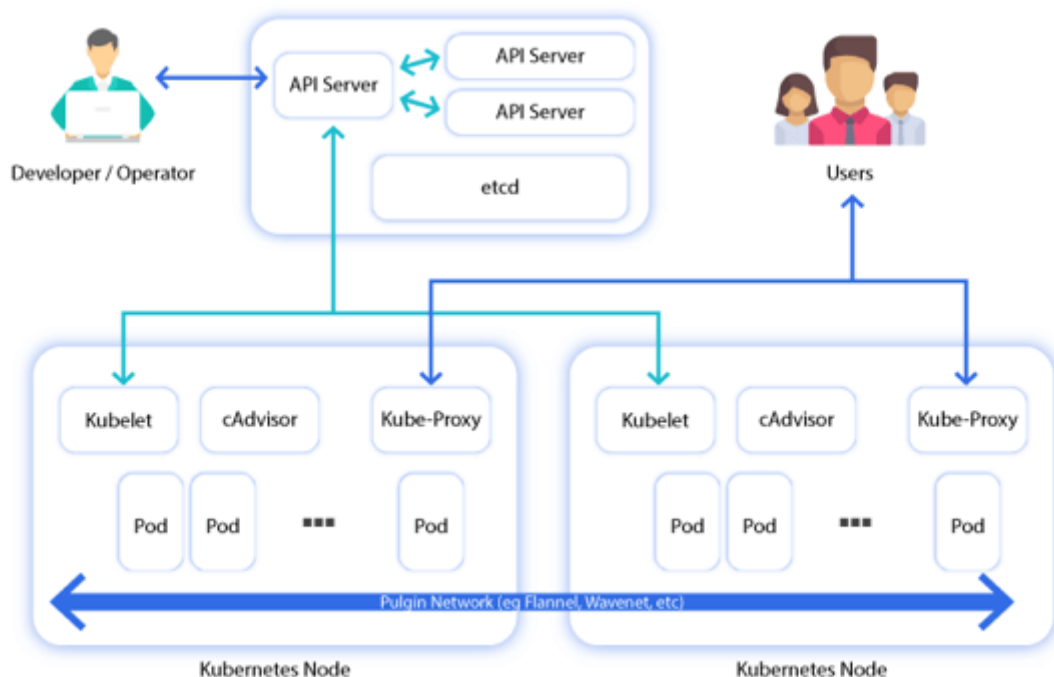 API Server
API Server
API Server
etcd
Developer / Operator
Users
Kubelet
cAdvisor
Kube-Proxy
Kubelet
cAdvisor
Kube-Proxy
Pod
Pod
Pod
Pod
Pod
Pod
Pulgin Network (eg Flannel, Wavenet, etc)
Kubernetes Node
Kubernetes Node